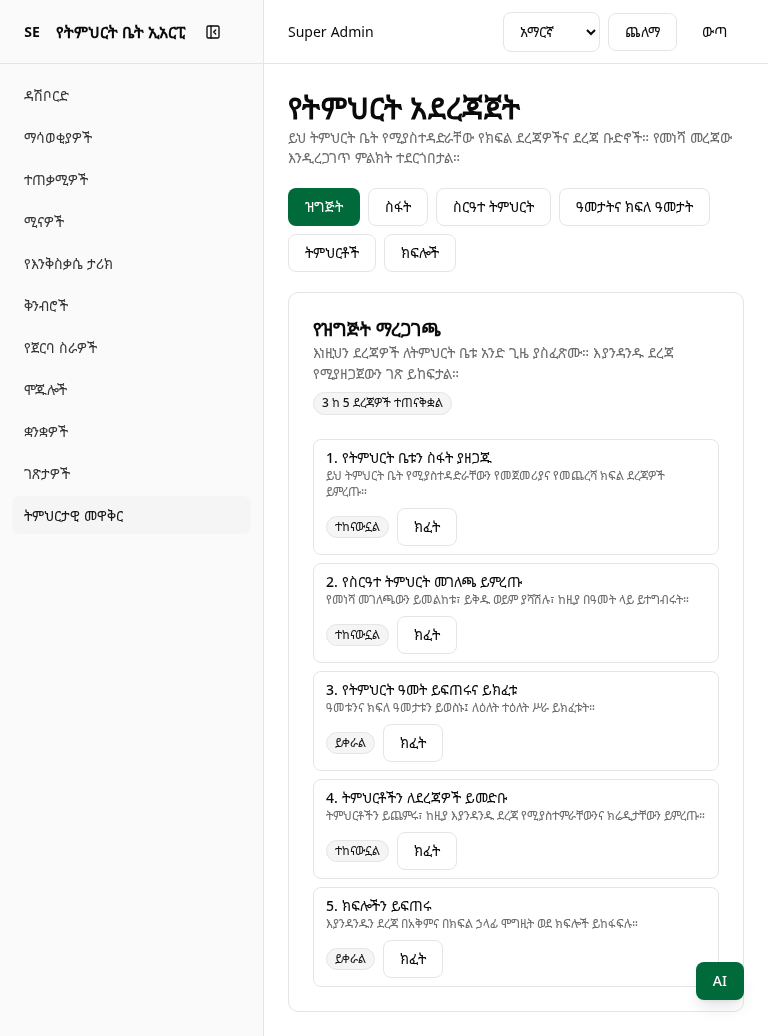 SE የትምህርት ቤት ኢአርፒ
Super Admin
አማርኛ
ጨለማ
ውጣ
ዳሽቦርድ
ማሳወቂያዎች
ተጠቃሚዎች
ሚናዎች
የእንቅስቃሴ ታሪክ
ቅንብሮች
የጀርባ ስራዎች
ሞጁሎች
ቋንቋዎች
ገጽታዎች
ትምህርታዊ መዋቅር
የትምህርት አደረጃጀት
ይህ ትምህርት ቤት የሚያስተዳድራቸው የክፍል ደረጃዎችና ደረጃ ቡድኖች። የመነሻ መረጃው
እንዲረጋገጥ ምልክት ተደርጎበታል።
ዝግጅት
ስፋት
ስርዓተ ትምህርት
ዓመታትና ክፍለ ዓመታት
ትምህርቶች
ክፍሎች
የዝግጅት ማረጋገጫ
እነዚህን ደረጃዎች ለትምህርት ቤቱ አንድ ጊዜ ያስፈጽሙ። እያንዳንዱ ደረጃ
የሚያዘጋጀውን ገጽ ይከፍታል።
3 ከ 5 ደረጃዎች ተጠናቅቋል
1. የትምህርት ቤቱን ስፋት ያዘጋጁ
ይህ ትምህርት ቤት የሚያስተዳድራቸውን የመጀመሪያና የመጨረሻ ክፍል ደረጃዎች
ይምረጡ።
ተከናውኗል
ክፈት
2. የስርዓተ ትምህርት መገለጫ ይምረጡ
የመነሻ መገለጫውን ይመልከቱ፣ ይቅዱ ወይም ያሻሽሉ፣ ከዚያ በዓመት ላይ ይተግብሩት።
ተከናውኗል
ክፈት
3. የትምህርት ዓመት ይፍጠሩና ይክፈቱ
ዓመቱንና ክፍለ ዓመታቱን ይወስኑ፤ ለዕለት ተዕለት ሥራ ይክፈቱት።
ይቀራል
ክፈት
4. ትምህርቶችን ለደረጃዎች ይመድቡ
ትምህርቶችን ይጨምሩ፣ ከዚያ እያንዳንዱ ደረጃ የሚያስተምራቸውንና ክሬዲታቸውን ይምረጡ።
ተከናውኗል
ክፈት
5. ክፍሎችን ይፍጠሩ
እያንዳንዱን ደረጃ በአቅምና በክፍል ኃላፊ ሞግዚት ወደ ክፍሎች ይከፋፍሉ።
ይቀራል
ክፈት
AI